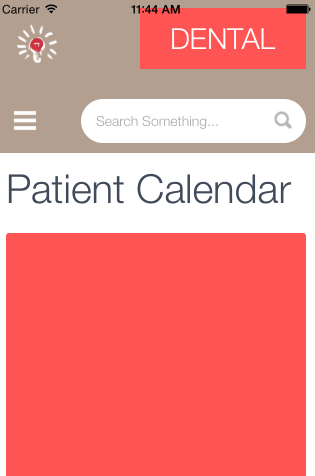 Carrier 11:44 AM
DENTAL
Search Something...
Patient Calendar